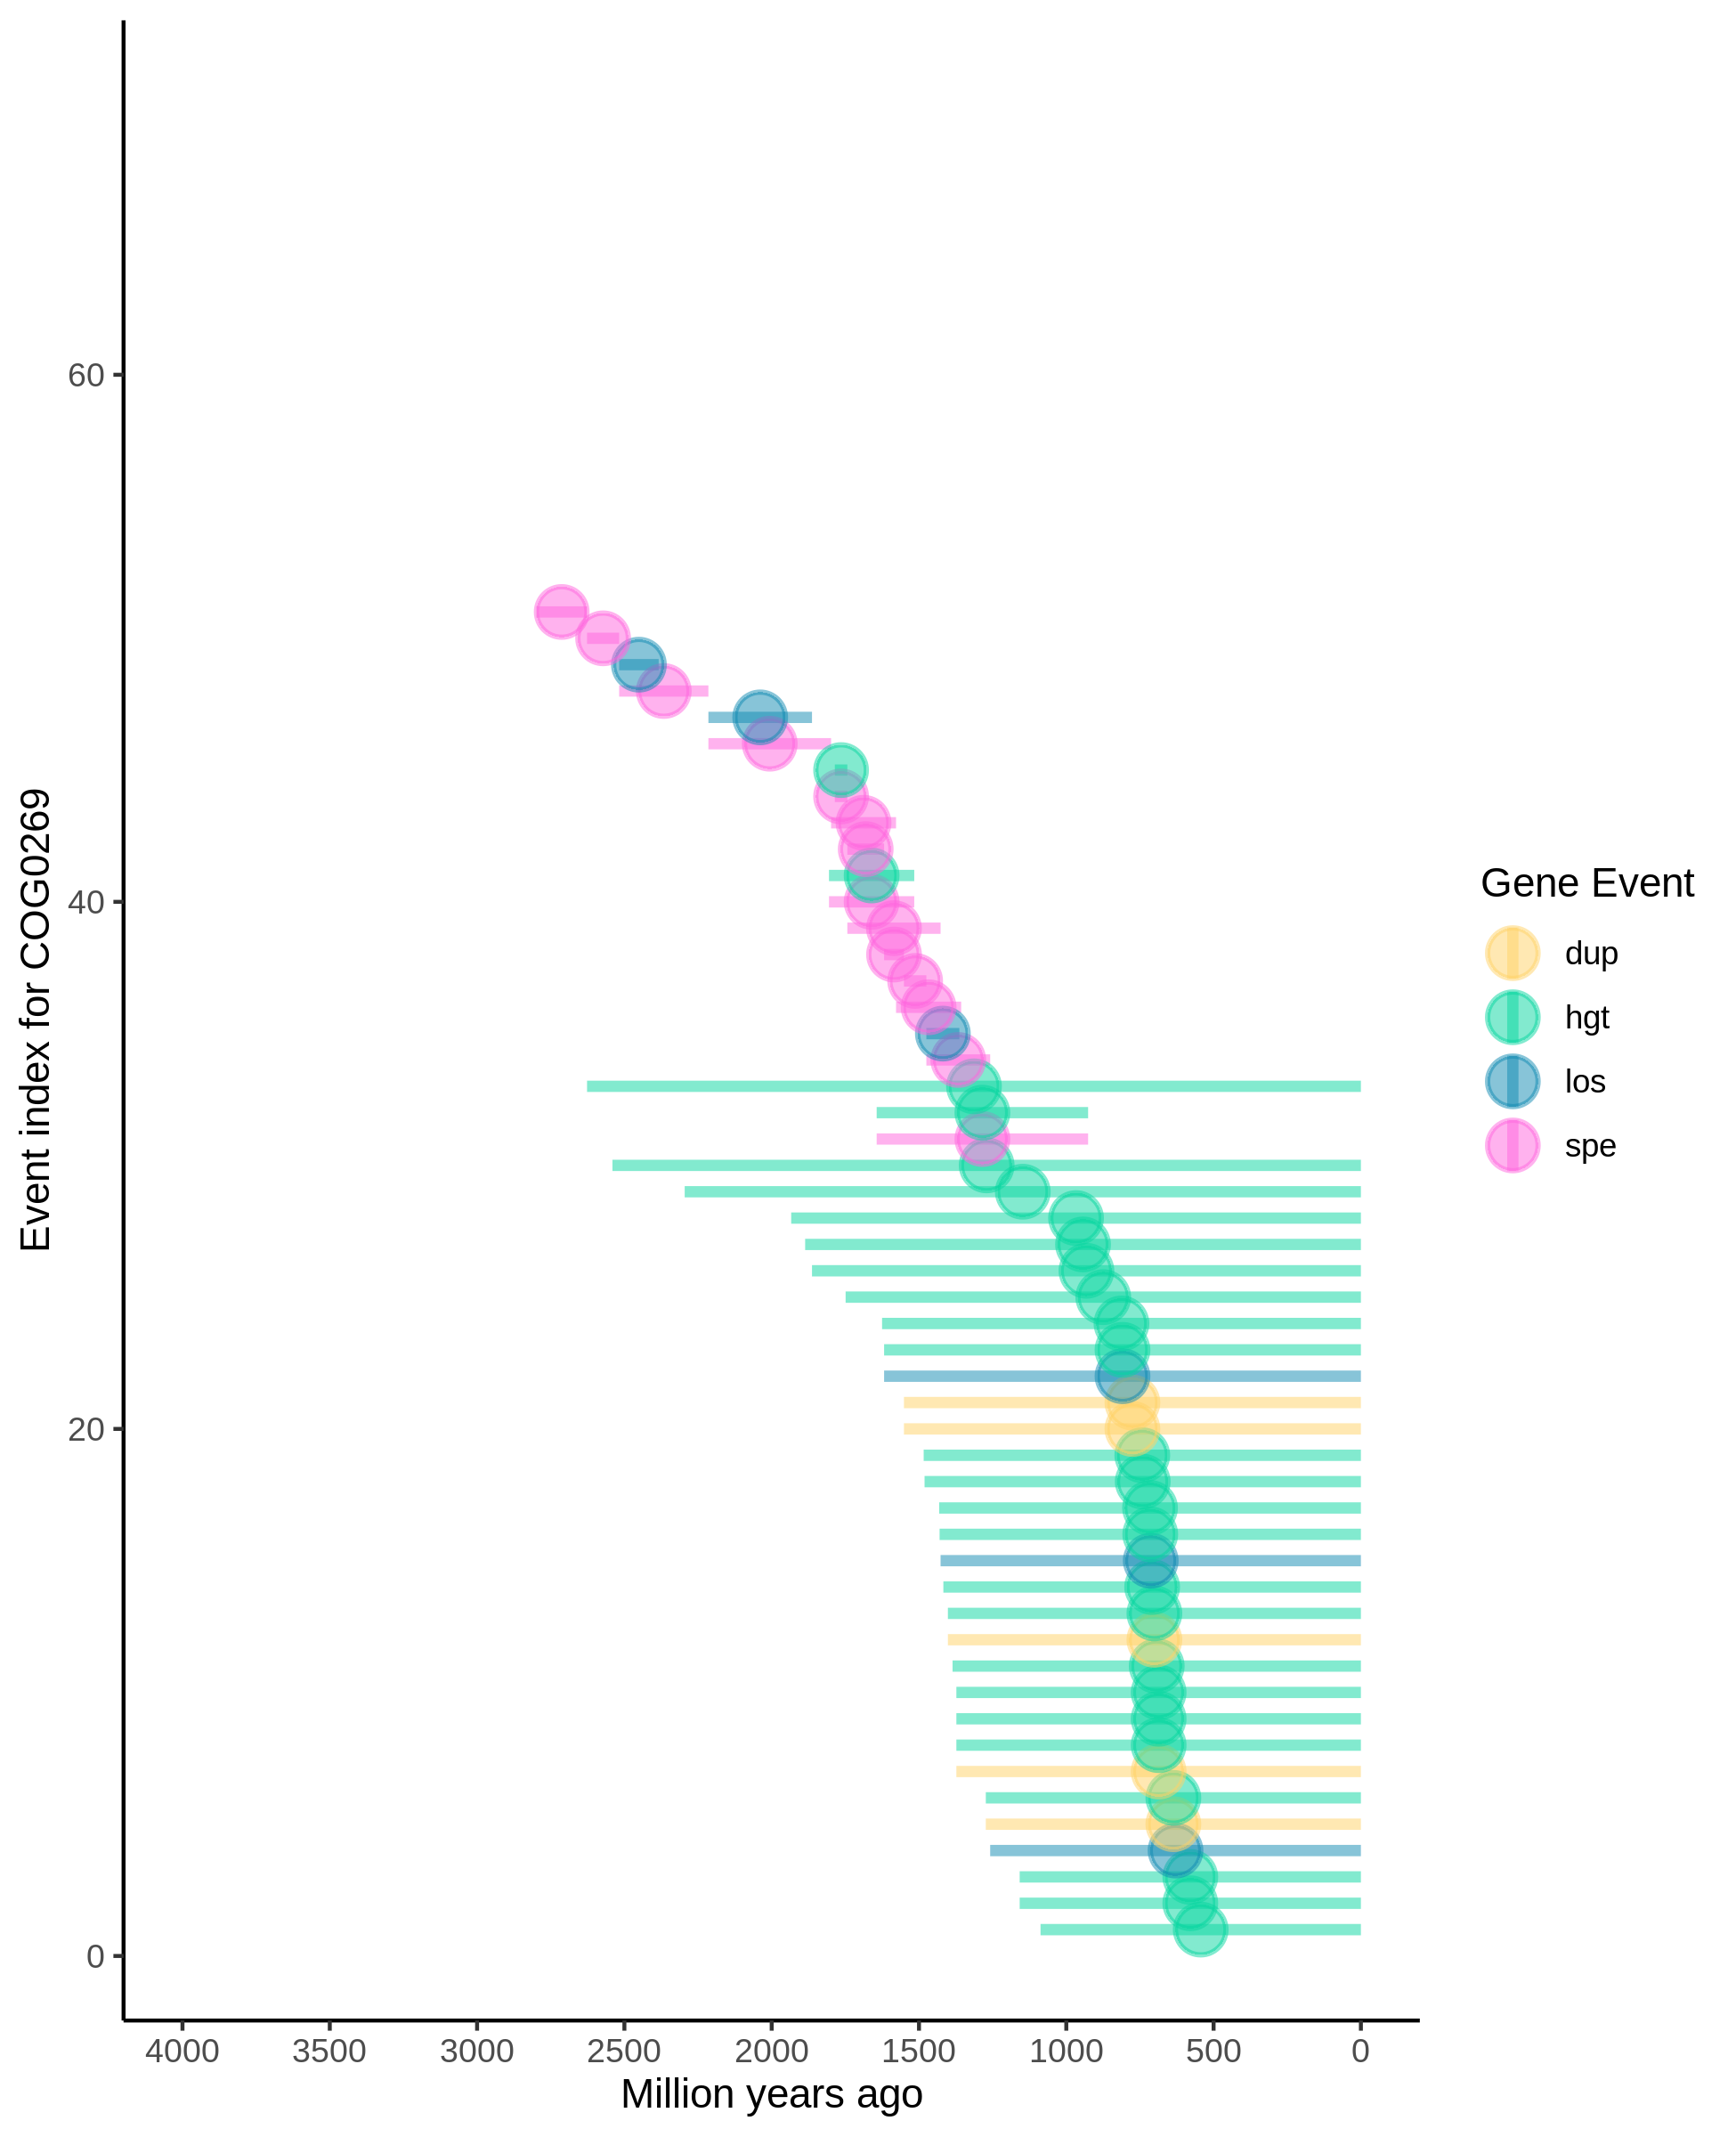 Event index for COG0269
60
40
20
0
4000 3500 3000 2500 2000 1500 1000 500 0
Million years ago
Gene Event
dup
hgt
los
spe